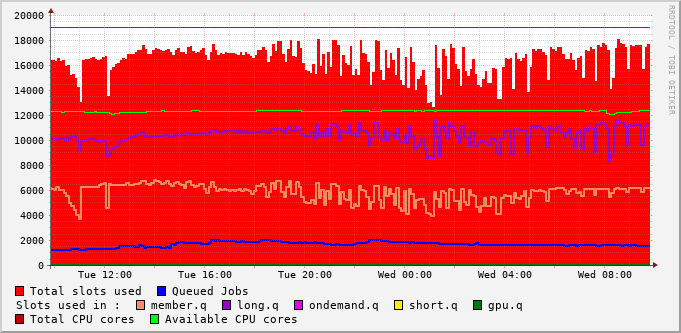 20000
18000
16000
14000
12000
10000
8000
6000
4000
2000
0
Tue 12:00 Tue 16:00 Tue 20:00 Wed 00:00 Wed 04:00 Wed 08:00
RRDTOOL / TOBI OETIKER
Total slots used Queued Jobs
Slots used in : member.q long.q ondemand.q short.q gpu.q
Total CPU cores Available CPU cores